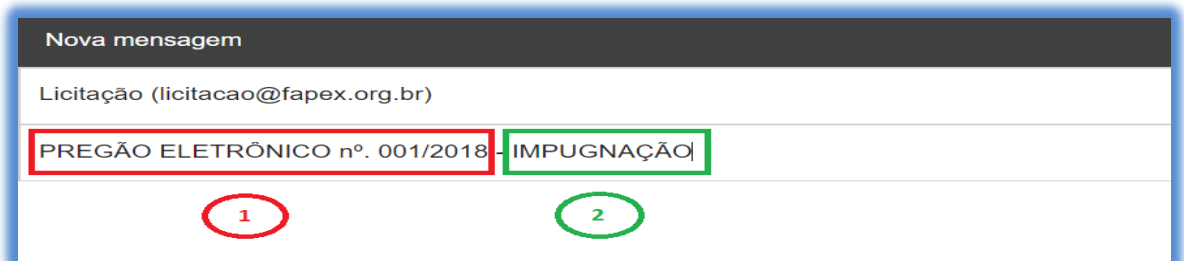 Nova mensagem
Licitação (licitacao@fapex.org.br)
PREGÃO ELETRÔNICO nº. 001/2018 - IMPUGNAÇÃO
1 2